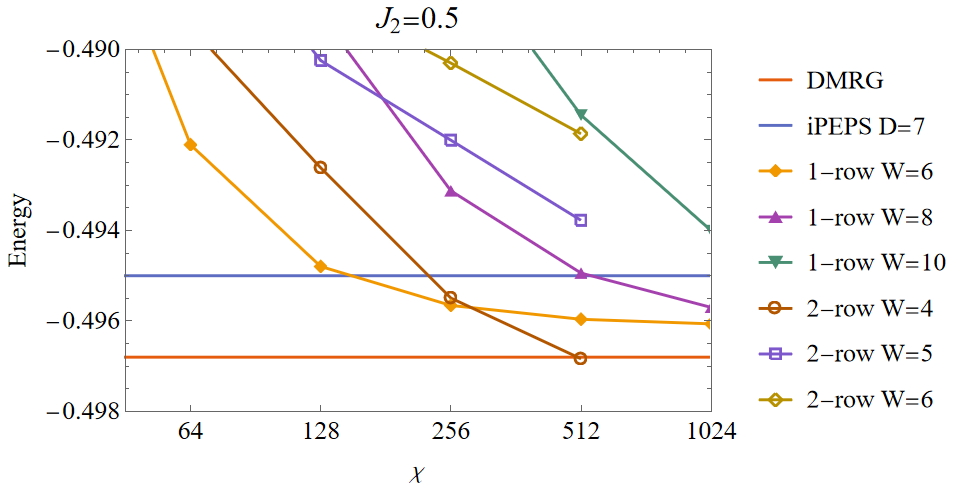 J₂=0.5
−0.490
−0.492
−0.494
−0.496
−0.498
Energy
64
128
256
512
1024
χ
DMRG
iPEPS D=7
1−row W=6
1−row W=8
1−row W=10
2−row W=4
2−row W=5
2−row W=6